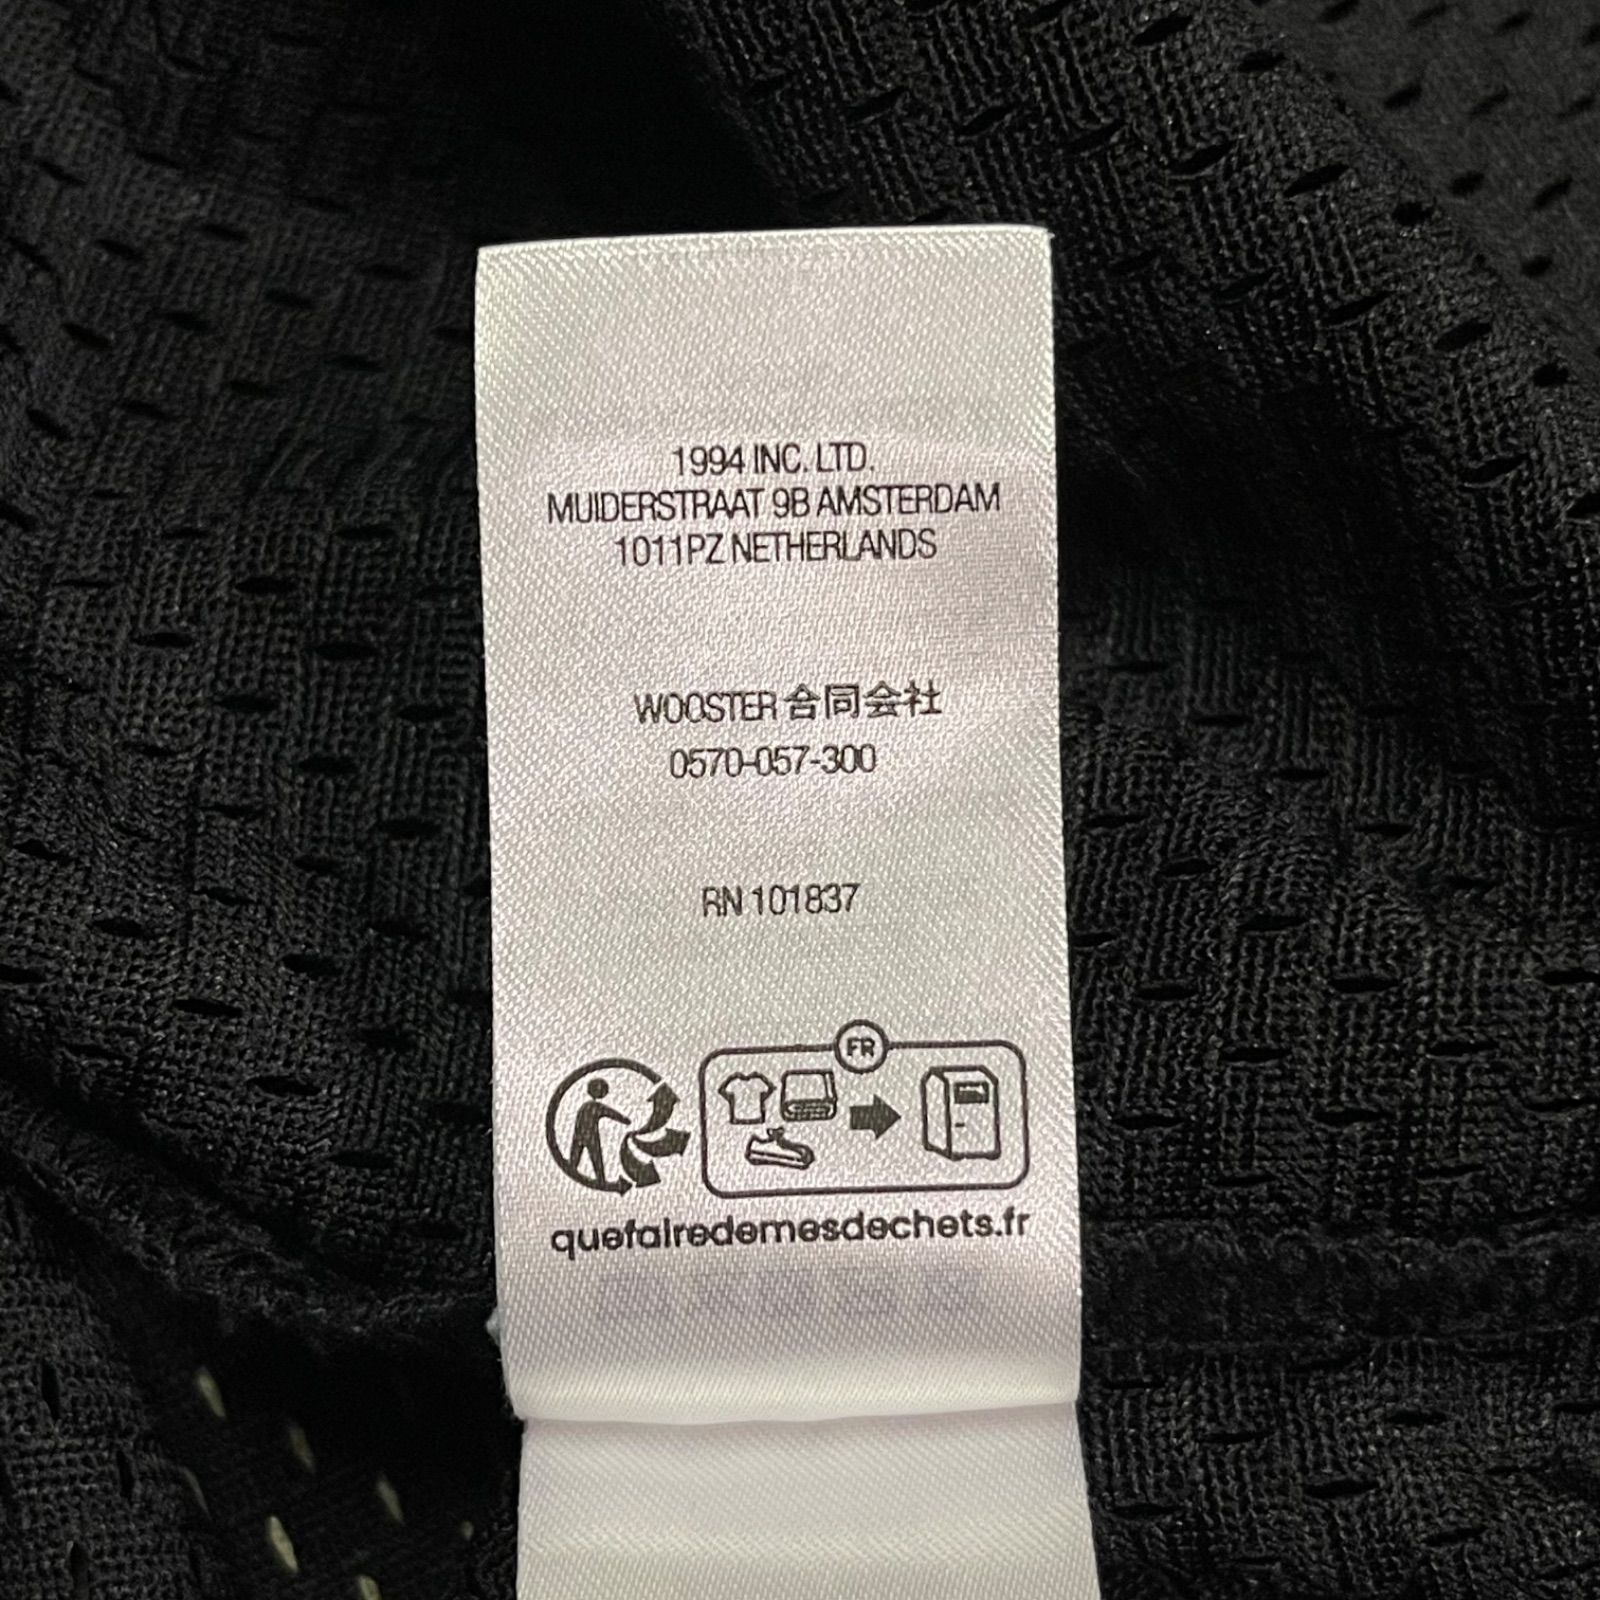 1994 INC. LTD.
MUIDERSTRAAT 9B AMSTERDAM
1011PZ NETHERLANDS
WOOSTER 合同会社
0570-057-300
RN 101837
FR
quefairedemesdechets.fr